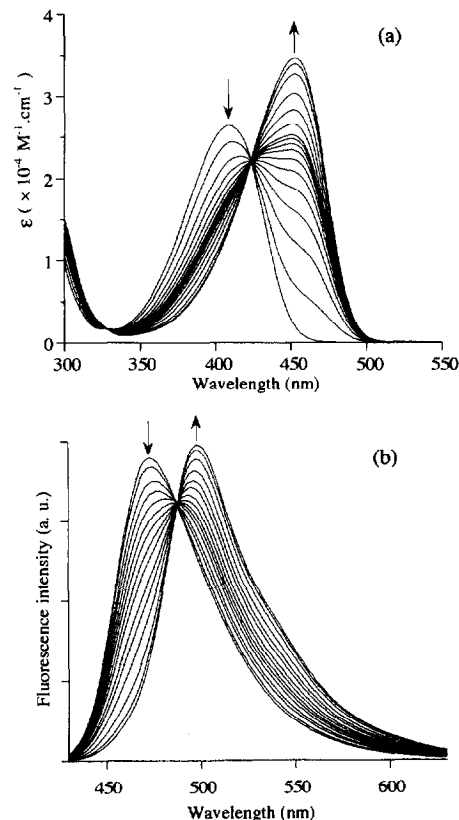 (a)
4
3
2
1
0
ε ( × 10⁻⁴ M⁻¹.cm⁻¹)
300 350 400 450 500 550
Wavelength (nm)
(b)
Fluorescence intensity (a. u.)
450 500 550 600
Wavelength (nm)